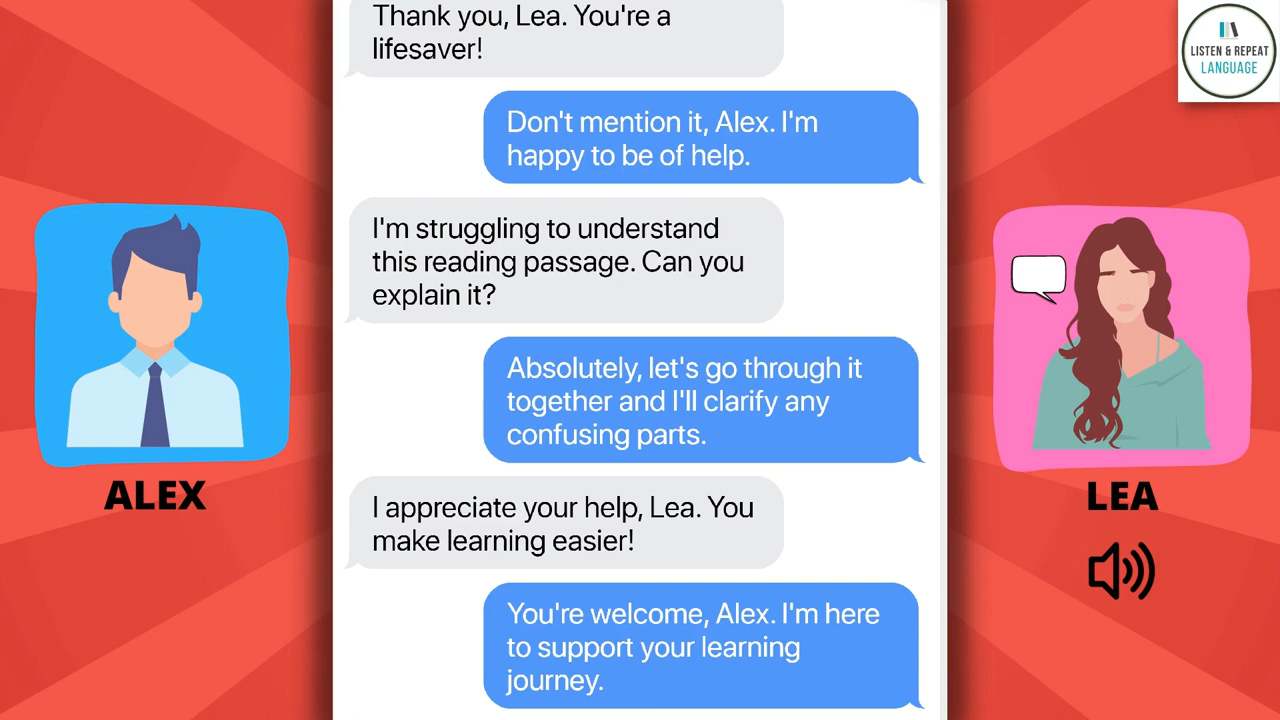 Thank you, Lea. You're a
lifesaver!
Don't mention it, Alex. I'm
happy to be of help.
I'm struggling to understand
this reading passage. Can you
explain it?
Absolutely, let's go through it
together and I'll clarify any
confusing parts.
I appreciate your help, Lea. You
make learning easier!
You're welcome, Alex. I'm here
to support your learning
journey.
ALEX
LEA
LISTEN & REPEAT
LANGUAGE